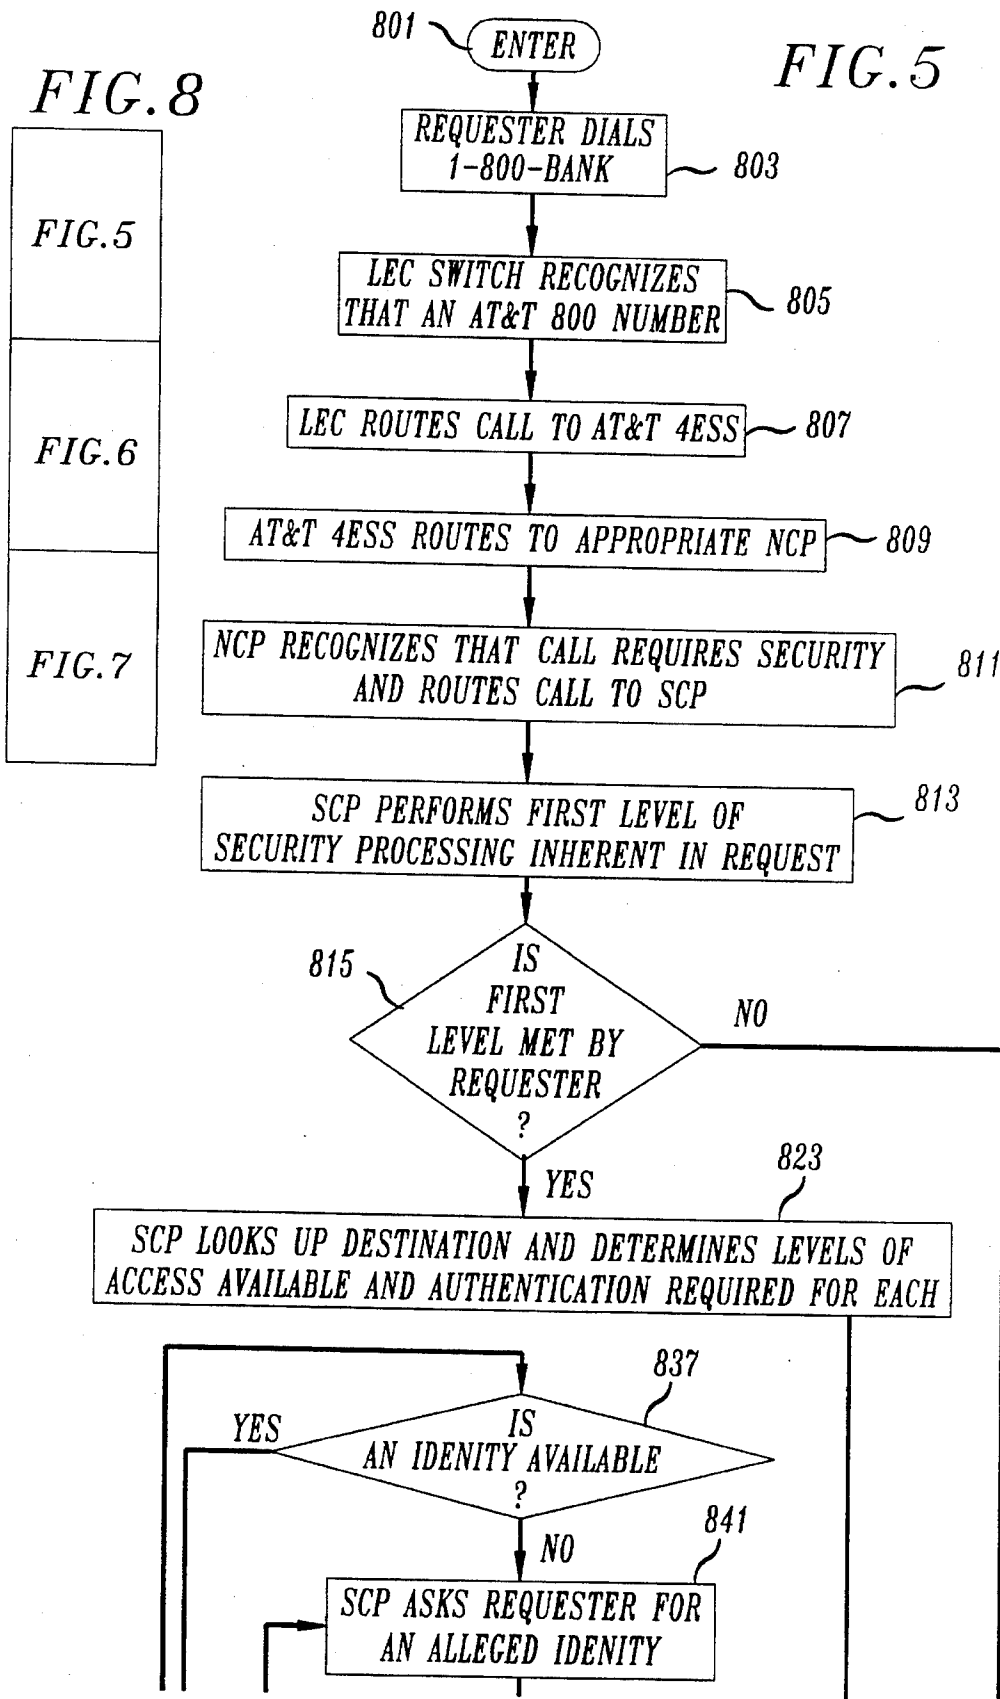 801
ENTER
FIG.5
FIG.8
FIG.5
FIG.6
FIG.7
REQUESTER DIALS
1-800-BANK
803
LEC SWITCH RECOGNIZES
THAT AN AT&T 800 NUMBER
805
LEC ROUTES CALL TO AT&T 4ESS
807
AT&T 4ESS ROUTES TO APPROPRIATE NCP
809
NCP RECOGNIZES THAT CALL REQUIRES SECURITY
AND ROUTES CALL TO SCP
811
SCP PERFORMS FIRST LEVEL OF
SECURITY PROCESSING INHERENT IN REQUEST
813
815
IS
FIRST
LEVEL MET BY
REQUESTER
?
NO
YES
823
SCP LOOKS UP DESTINATION AND DETERMINES LEVELS OF
ACCESS AVAILABLE AND AUTHENTICATION REQUIRED FOR EACH
837
YES
IS
AN IDENITY AVAILABLE
?
NO
841
SCP ASKS REQUESTER FOR
AN ALLEGED IDENITY